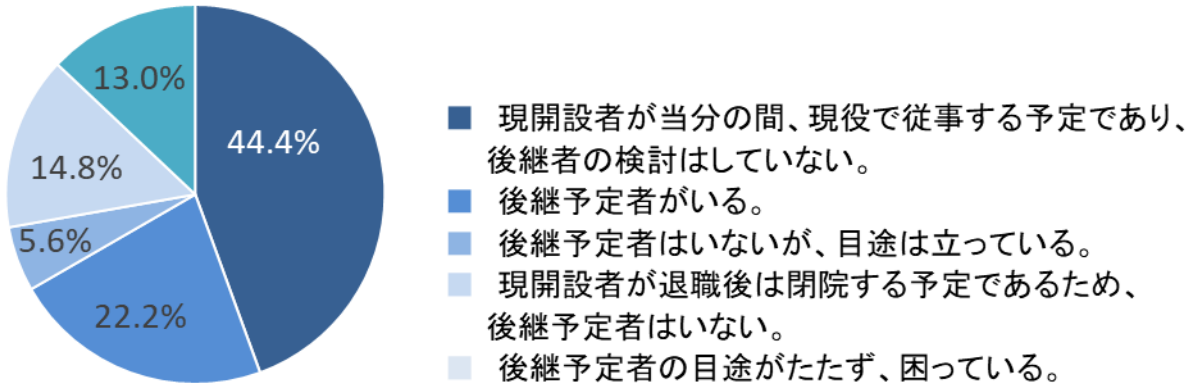 13.0%
44.4%
14.8%
5.6%
22.2%
現開設者が当分の間、現役で従事する予定であり、
後継者の検討はしていない。
後継予定者がいる。
後継予定者はいないが、目途は立っている。
現開設者が退職後は閉院する予定であるため、
後継予定者はいない。
後継予定者の目途がたたず、困っている。